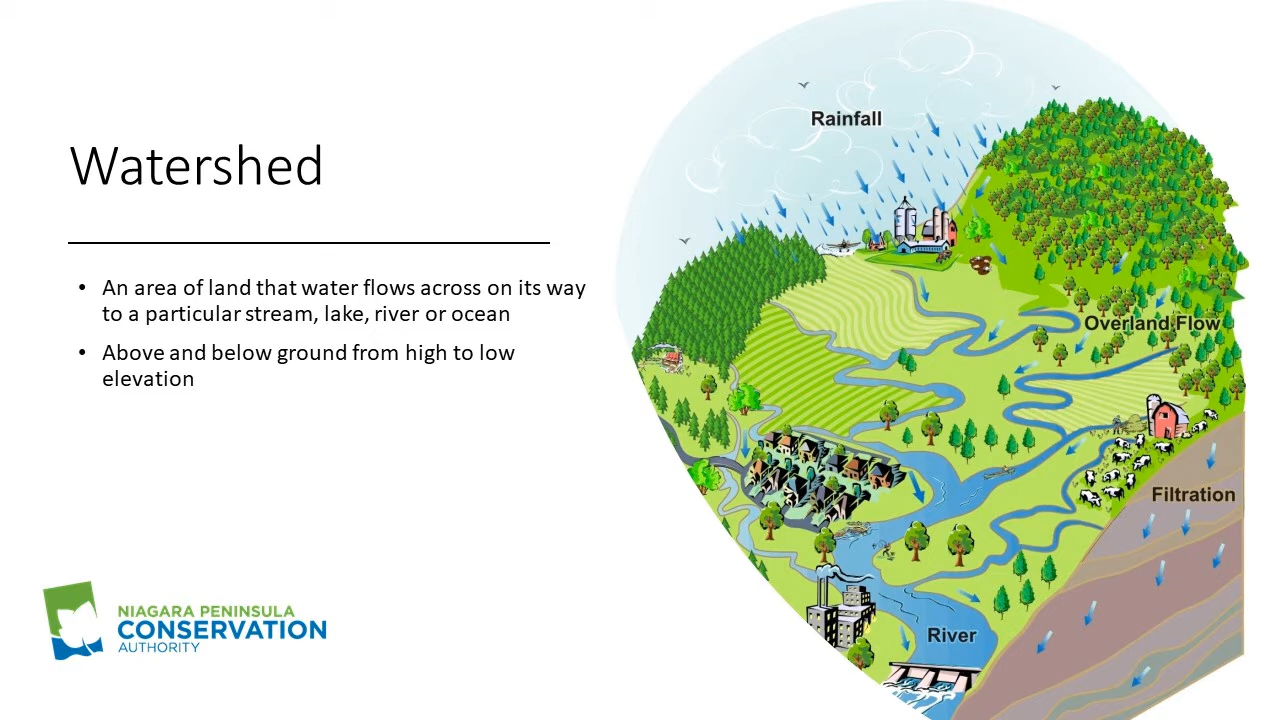 Watershed
• An area of land that water flows across on its way
to a particular stream, lake, river or ocean
• Above and below ground from high to low
elevation
NIAGARA PENINSULA
CONSERVATION
AUTHORITY
Rainfall
Overland Flow
Filtration
River